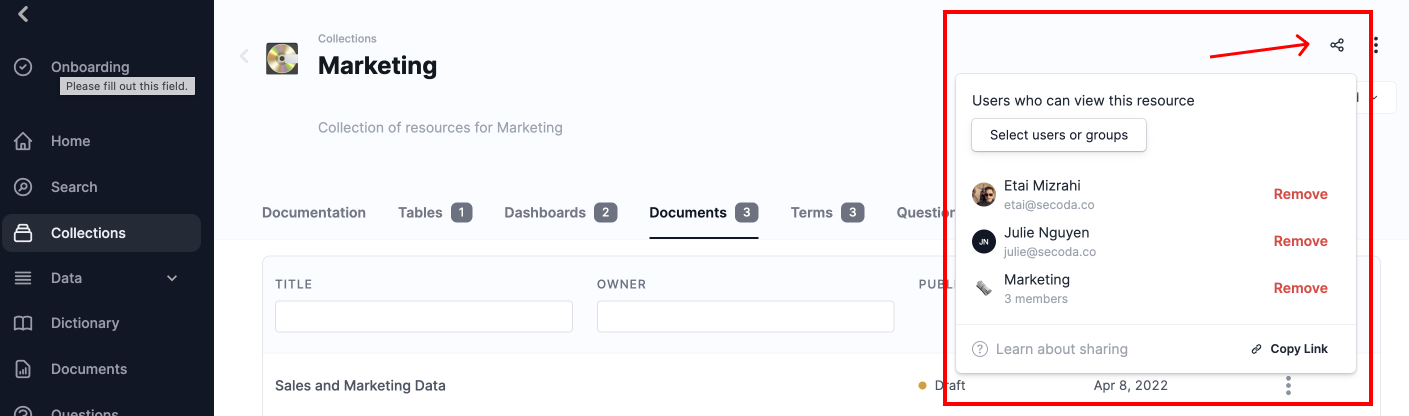 Onboarding
Please fill out this field.
Home
Search
Collections
Data
Dictionary
Documents
Questions
Collections
Marketing
Collection of resources for Marketing
Documentation
Tables 1
Dashboards 2
Documents 3
Terms 3
Question
TITLE
OWNER
PUBL
Sales and Marketing Data
Draft
Apr 8, 2022
Users who can view this resource
Select users or groups
Etai Mizrahi
etai@secoda.co
Remove
JN
Julie Nguyen
julie@secoda.co
Remove
Marketing
3 members
Remove
? Learn about sharing
Copy Link